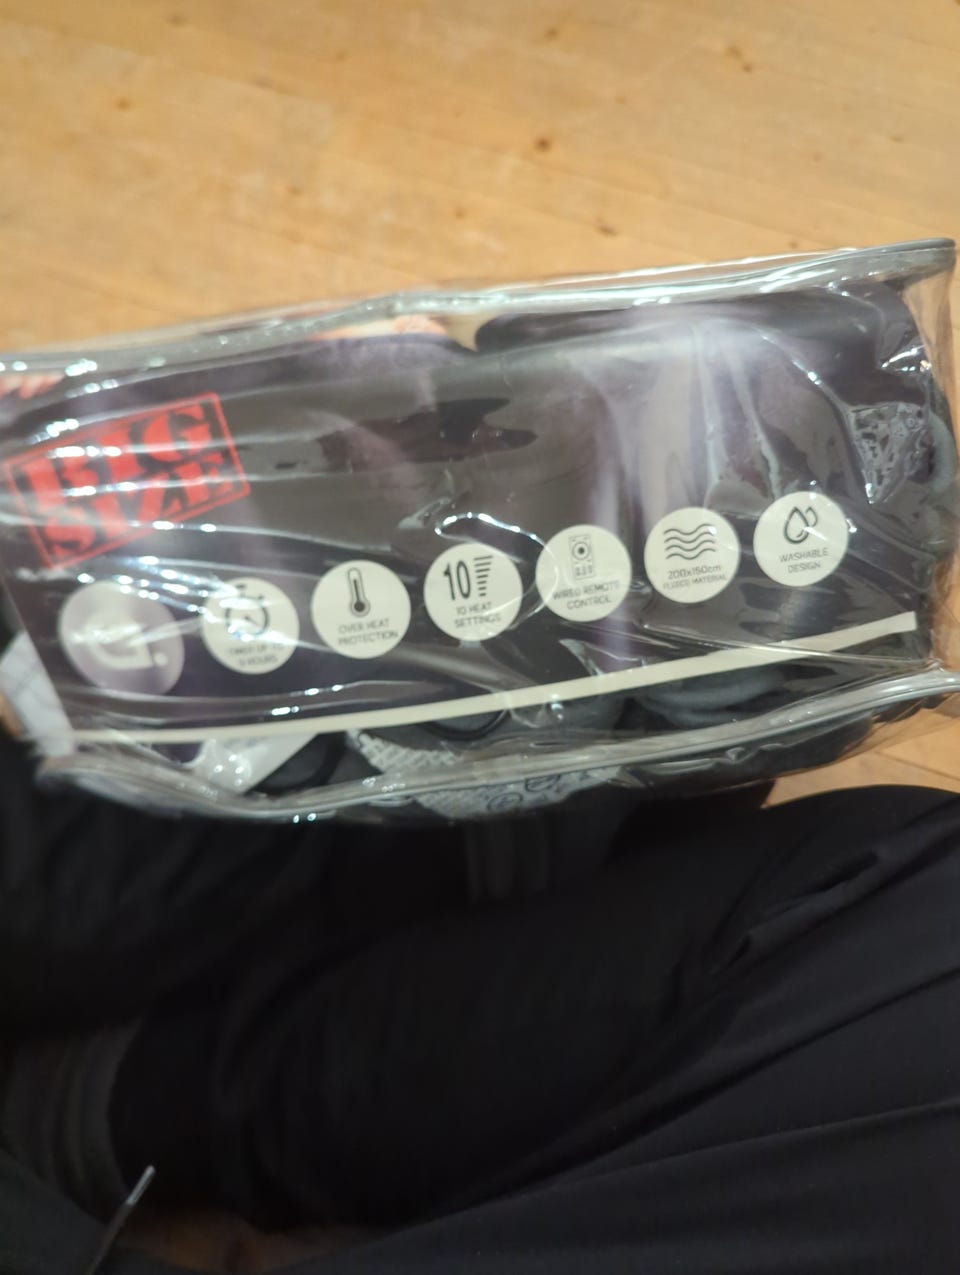 BIG
SIZE
TIMER UP TO
9 HOURS
OVER HEAT
PROTECTION
10
10 HEAT
SETTINGS
WIRED REMOTE
CONTROL
200x150cm
FLEECE MATERIAL
WASHABLE
DESIGN